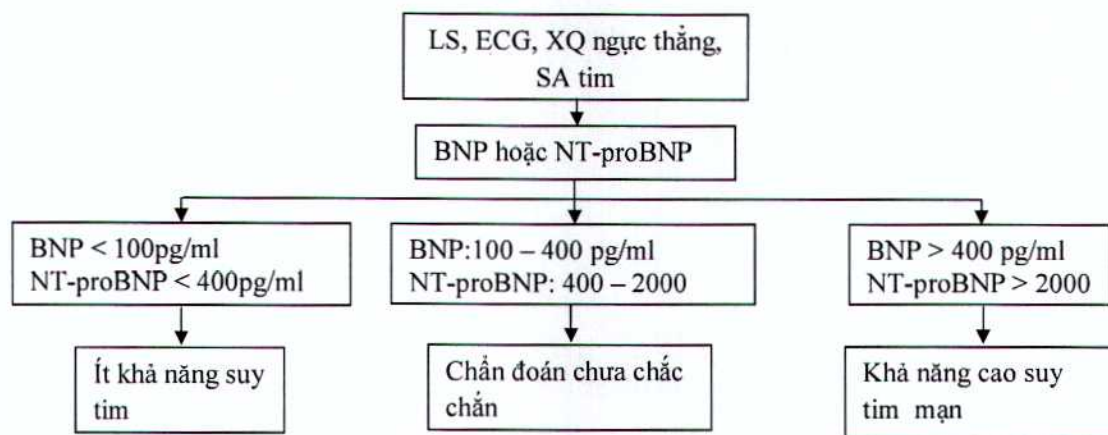 LS, ECG, XQ ngực thẳng,
SA tim
BNP hoặc NT-proBNP
BNP < 100pg/ml
NT-proBNP < 400pg/ml
BNP:100 – 400 pg/ml
NT-proBNP: 400 – 2000
BNP > 400 pg/ml
NT-proBNP > 2000
Ít khả năng suy
tim
Chẩn đoán chưa chắc
chắn
Khả năng cao suy
tim mạn